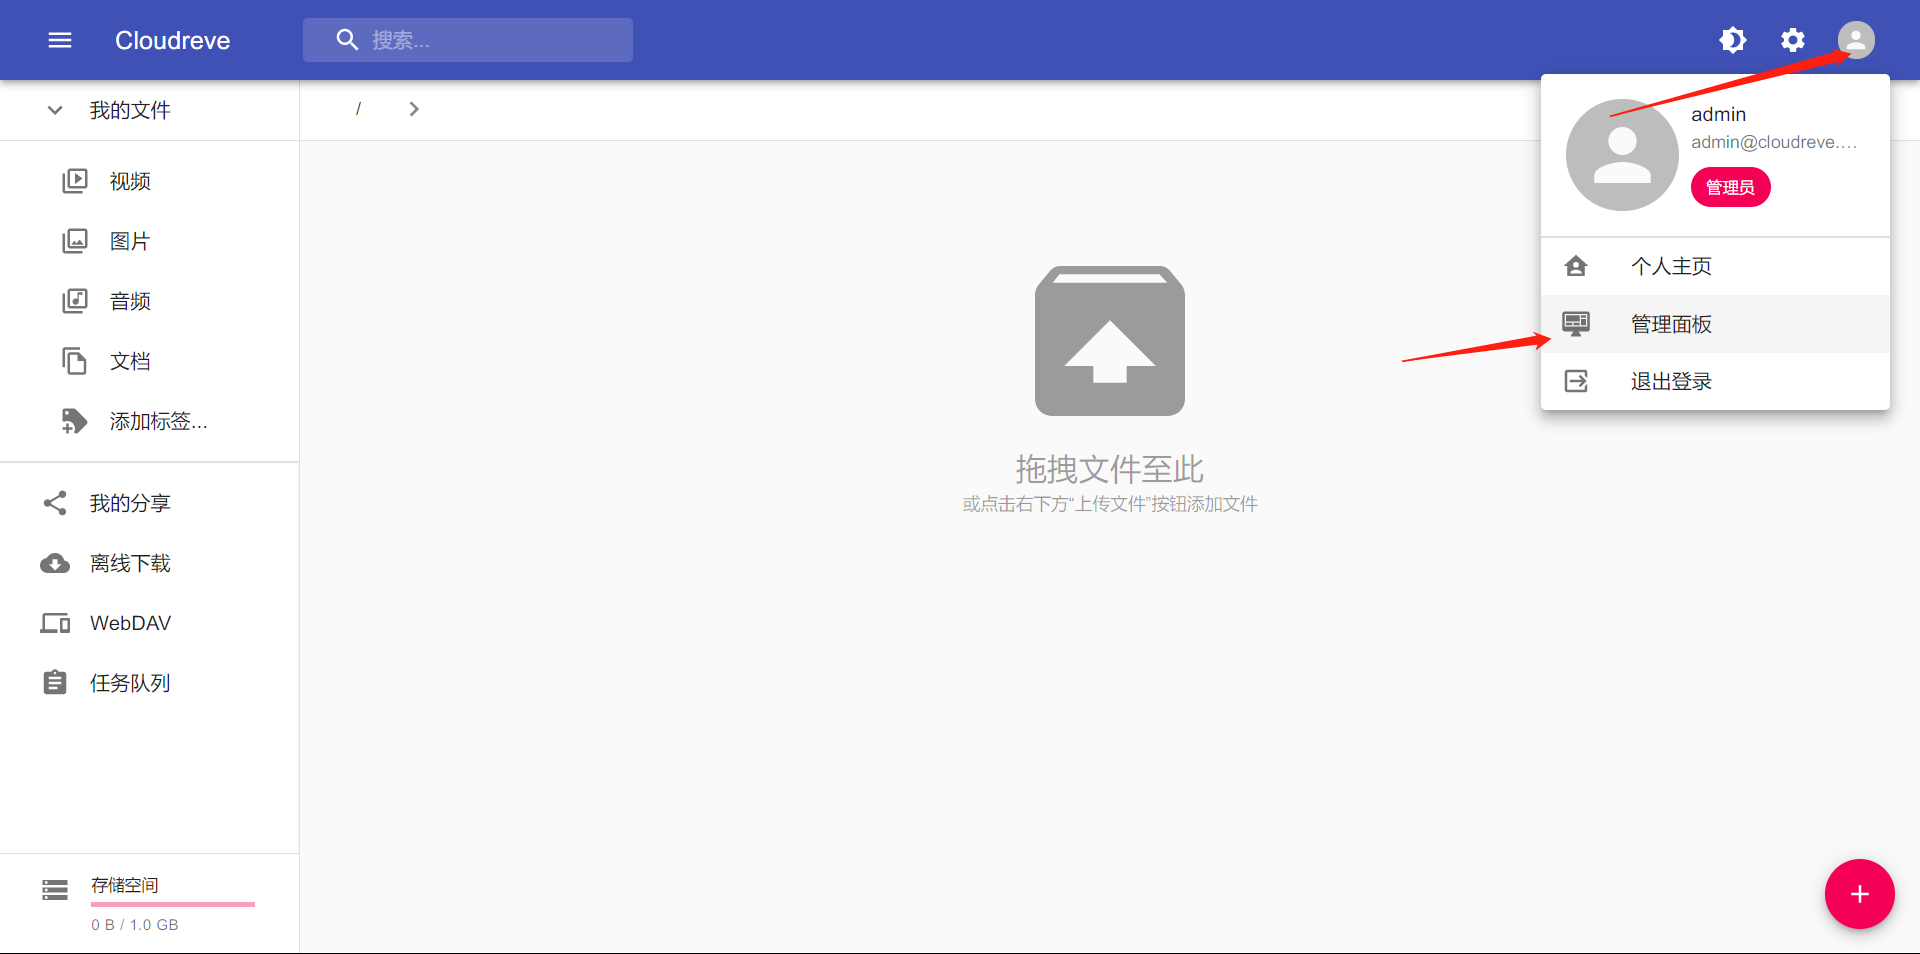 Cloudreve
搜索...
我的文件
/
视频
图片
音频
文档
添加标签...
我的分享
离线下载
WebDAV
任务队列
存储空间
0 B / 1.0 GB
拖拽文件至此
或点击右下方“上传文件”按钮添加文件
admin
admin@cloudreve....
管理员
个人主页
管理面板
退出登录